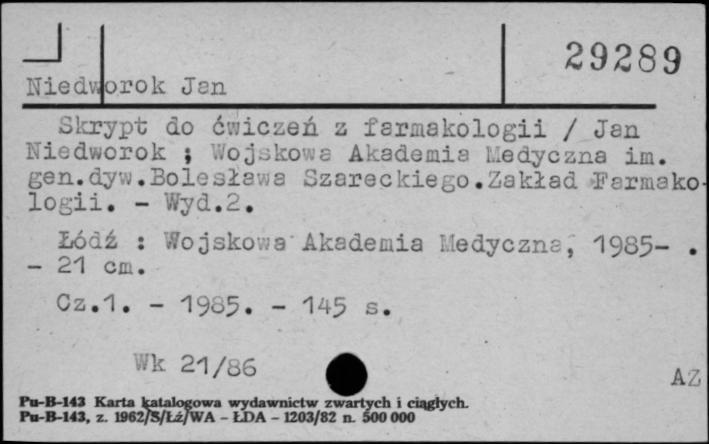 29289
Niedworok Jan
Skrypt do ćwiczeń z farmakologii / Jan
Niedworok ; Wojskowa Akademia Medyczna im.
gen.dyw.Bolesława Szareckiego.Zakład Farmako-
logii. - Wyd.2.
Łódź : Wojskowa Akademia Medyczna, 1985- .
- 21 cm.
Cz.1. - 1985. - 145 s.
Wk 21/86
AZ
Pu-B-143 Karta katalogowa wydawnictw zwartych i ciągłych.
Pu-B-143, z. 1962/S/Łż/WA - ŁDA - 1203/82 n. 500 000